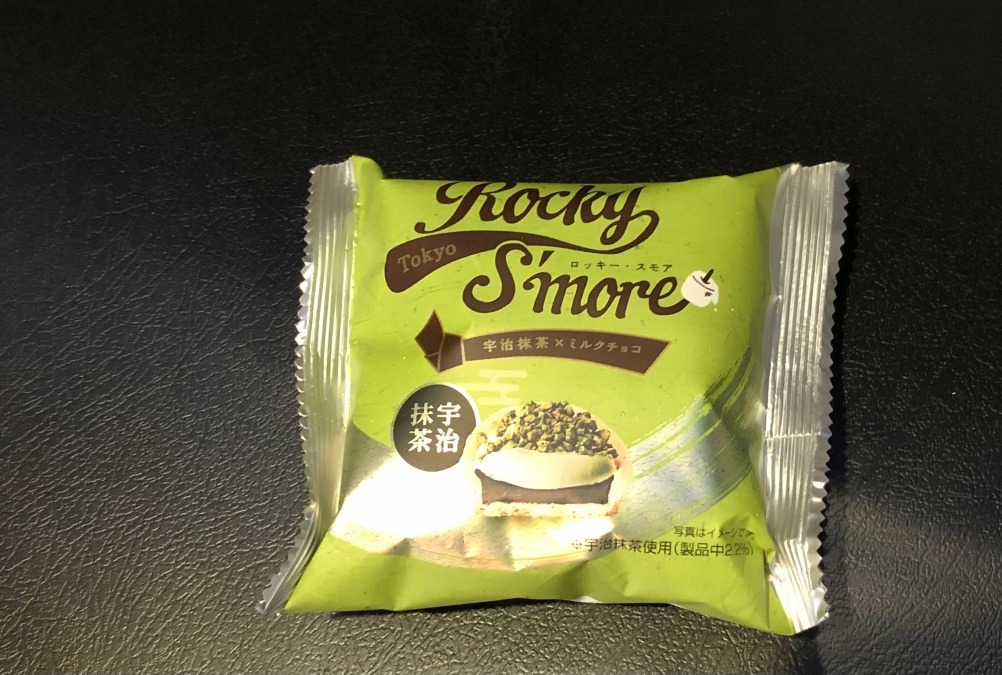 Rocky
Tokyo
S'more
ロッキー・スモア
宇治抹茶×ミルクチョコ
宇治
抹茶
写真はイメージです
※宇治抹茶使用(製品中2.2%)